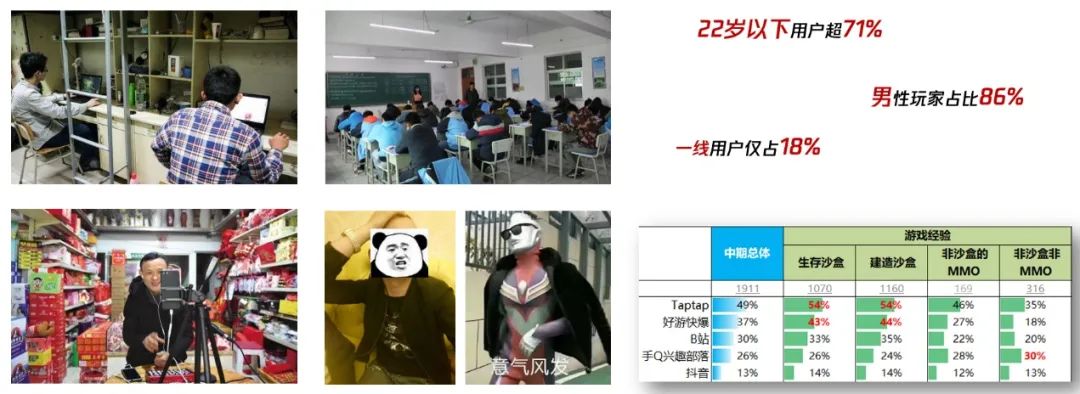 22岁以下用户超71%
男性玩家占比86%
一线用户仅占18%
意气风发
中期总体 游戏经验
生存沙盒 建造沙盒 非沙盒的MMO 非沙盒非MMO
1911 1070 1160 169 316
Taptap 49% 54% 54% 46% 35%
好游快爆 37% 43% 44% 27% 18%
B站 30% 33% 35% 22% 20%
手Q兴趣部落 26% 26% 24% 28% 30%
抖音 13% 14% 14% 12% 13%